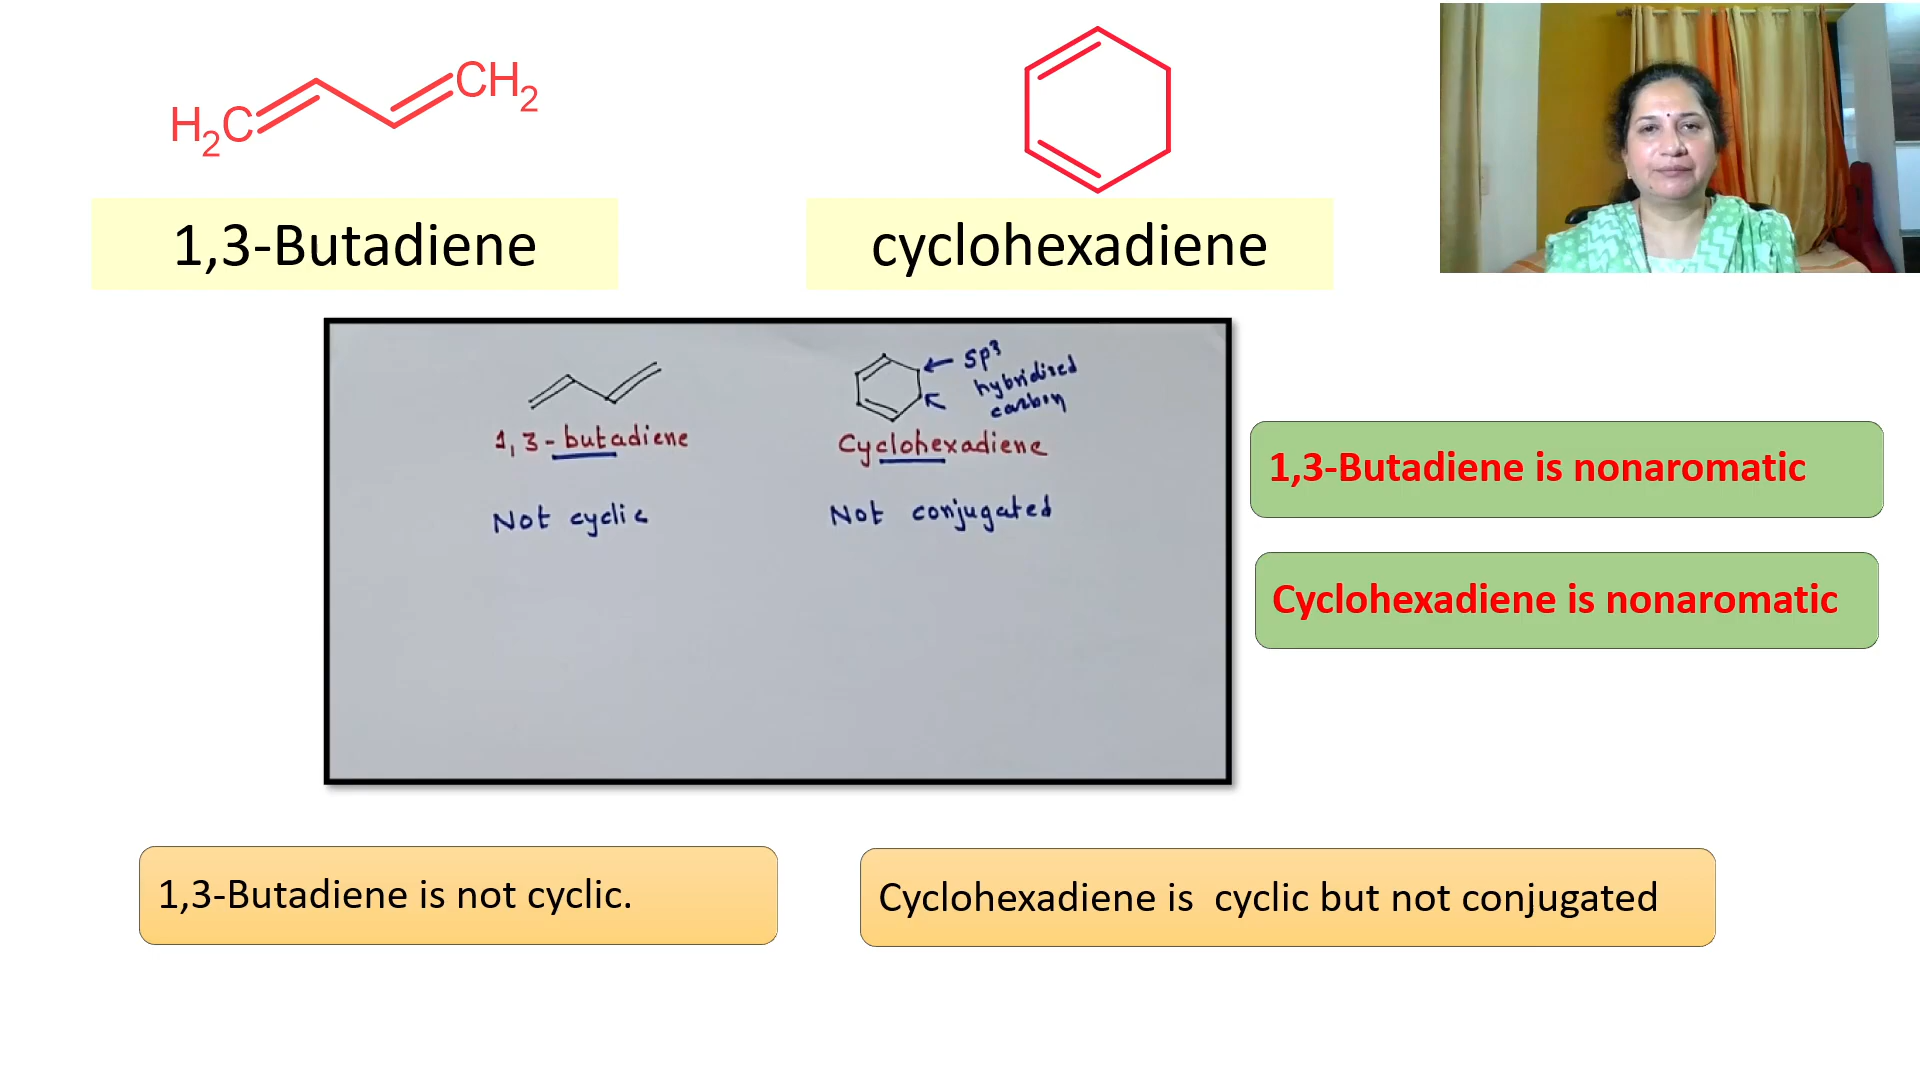 H₂C CH₂
1,3-Butadiene
cyclohexadiene
sp³
hybridized
carbon
1,3-butadiene
Cyclohexadiene
Not cyclic
Not conjugated
1,3-Butadiene is nonaromatic
Cyclohexadiene is nonaromatic
1,3-Butadiene is not cyclic.
Cyclohexadiene is cyclic but not conjugated